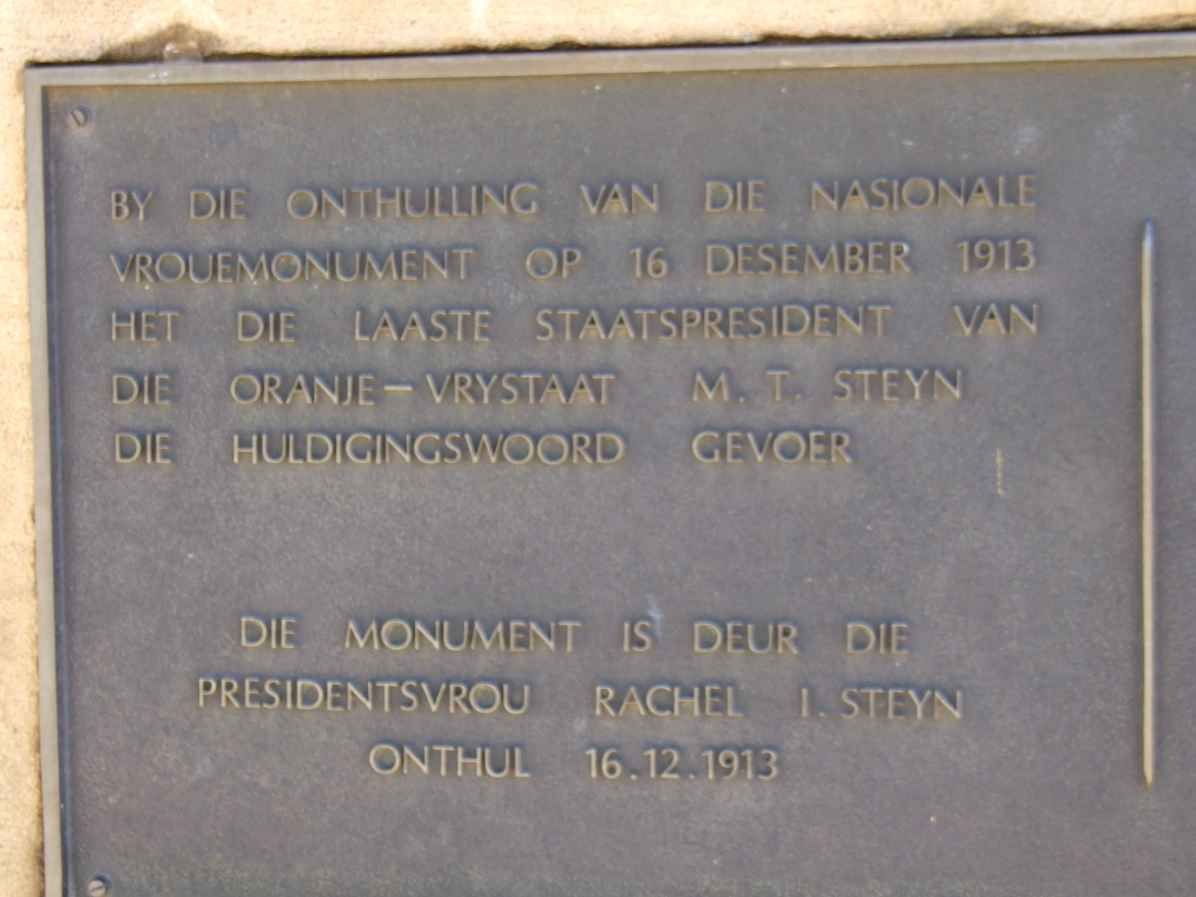 BY DIE ONTHULLING VAN DIE NASIONALE
VROUEMONUMENT OP 16 DESEMBER 1913
HET DIE LAASTE STAATSPRESIDENT VAN
DIE ORANJE-VRYSTAAT M. T. STEYN
DIE HULDIGINGSWOORD GEVOER
DIE MONUMENT IS DEUR DIE
PRESIDENTSVROU RACHEL I. STEYN
ONTHUL 16.12.1913